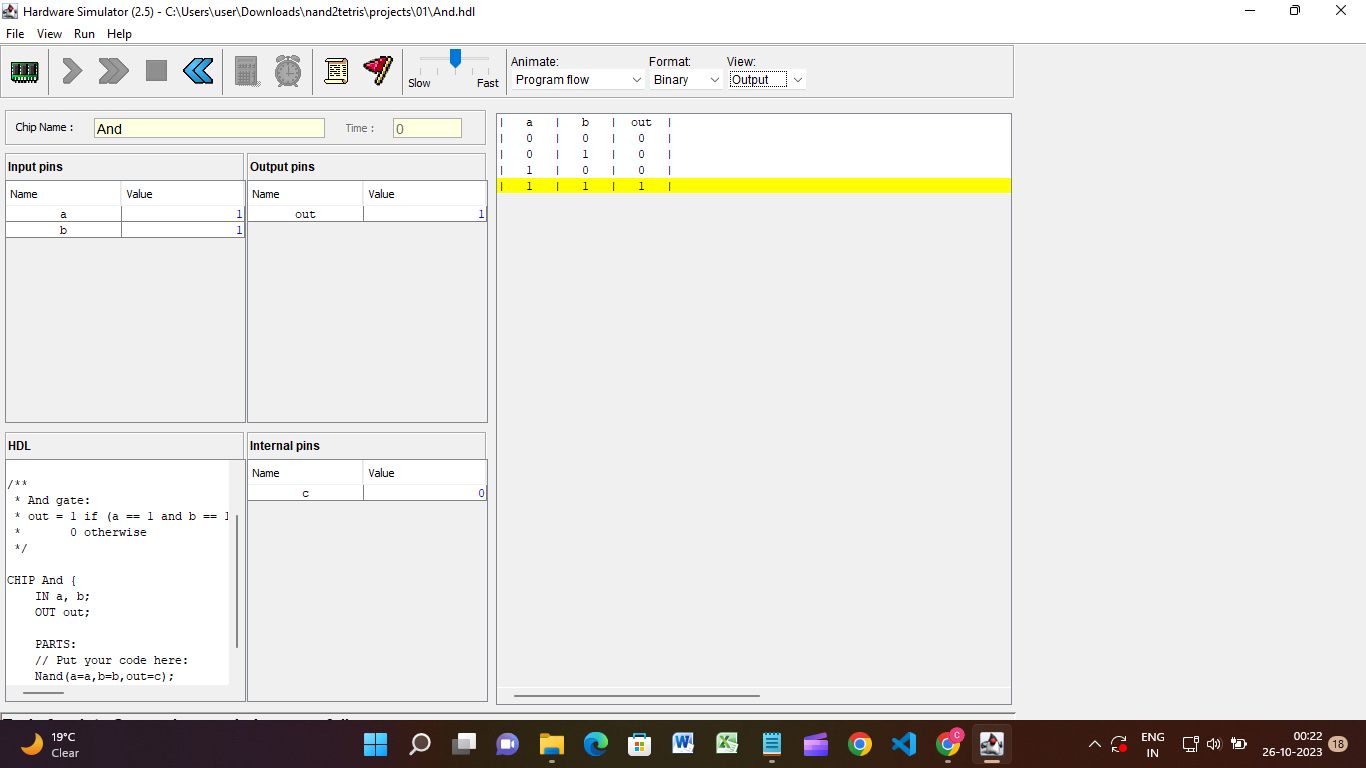 Hardware Simulator (2.5) - C:\Users\user\Downloads\nand2tetris\projects\01\And.hdl
File View Run Help
Slow Fast
Animate: Format: View:
Program flow Binary Output
Chip Name : And Time : 0
Input pins
Name Value
a 1
b 1
Output pins
Name Value
out 1
HDL
/**
* And gate:
* out = 1 if (a == 1 and b == 1
* 0 otherwise
*/
CHIP And {
IN a, b;
OUT out;
PARTS:
// Put your code here:
Nand(a=a,b=b,out=c);
Internal pins
Name Value
c 0
| a | b | out |
| 0 | 0 | 0 |
| 0 | 1 | 0 |
| 1 | 0 | 0 |
| 1 | 1 | 1 |
19°C
Clear
C
ENG
IN
00:22
26-10-2023
18